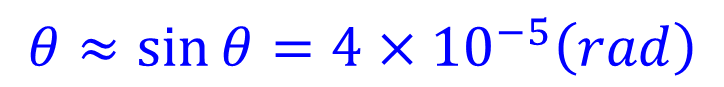 θ ≈ sin θ = 4 × 10⁻⁵(rad)